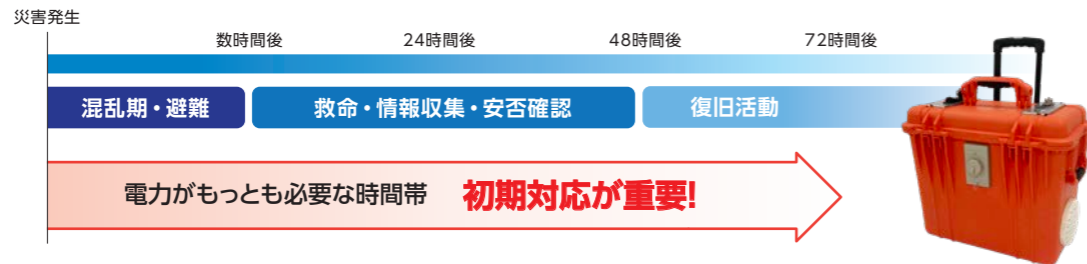 災害発生
数時間後 24時間後 48時間後 72時間後
混乱期・避難 救命・情報収集・安否確認 復旧活動
電力がもっとも必要な時間帯 初期対応が重要!